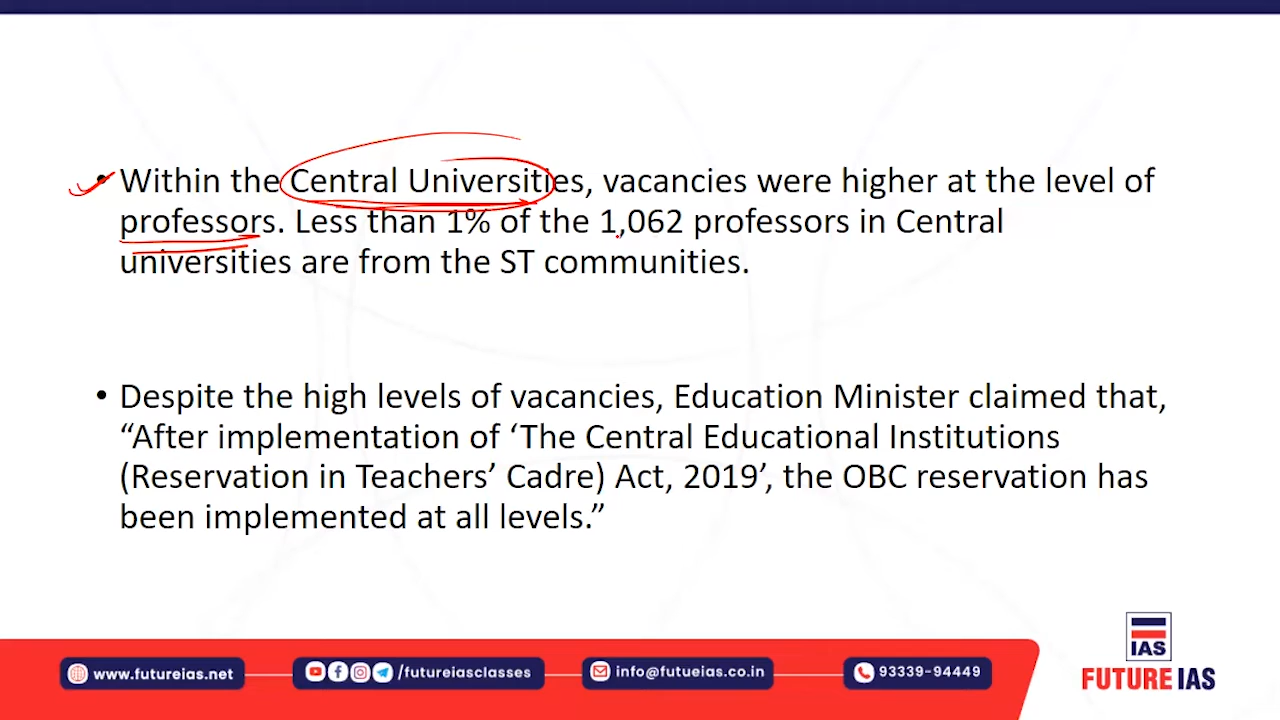 • Within the Central Universities, vacancies were higher at the level of
professors. Less than 1% of the 1,062 professors in Central
universities are from the ST communities.
• Despite the high levels of vacancies, Education Minister claimed that,
“After implementation of ‘The Central Educational Institutions
(Reservation in Teachers’ Cadre) Act, 2019’, the OBC reservation has
been implemented at all levels.”
www.futureias.net
/futureiasclasses
info@futueias.co.in
93339-94449
IAS
FUTURE IAS